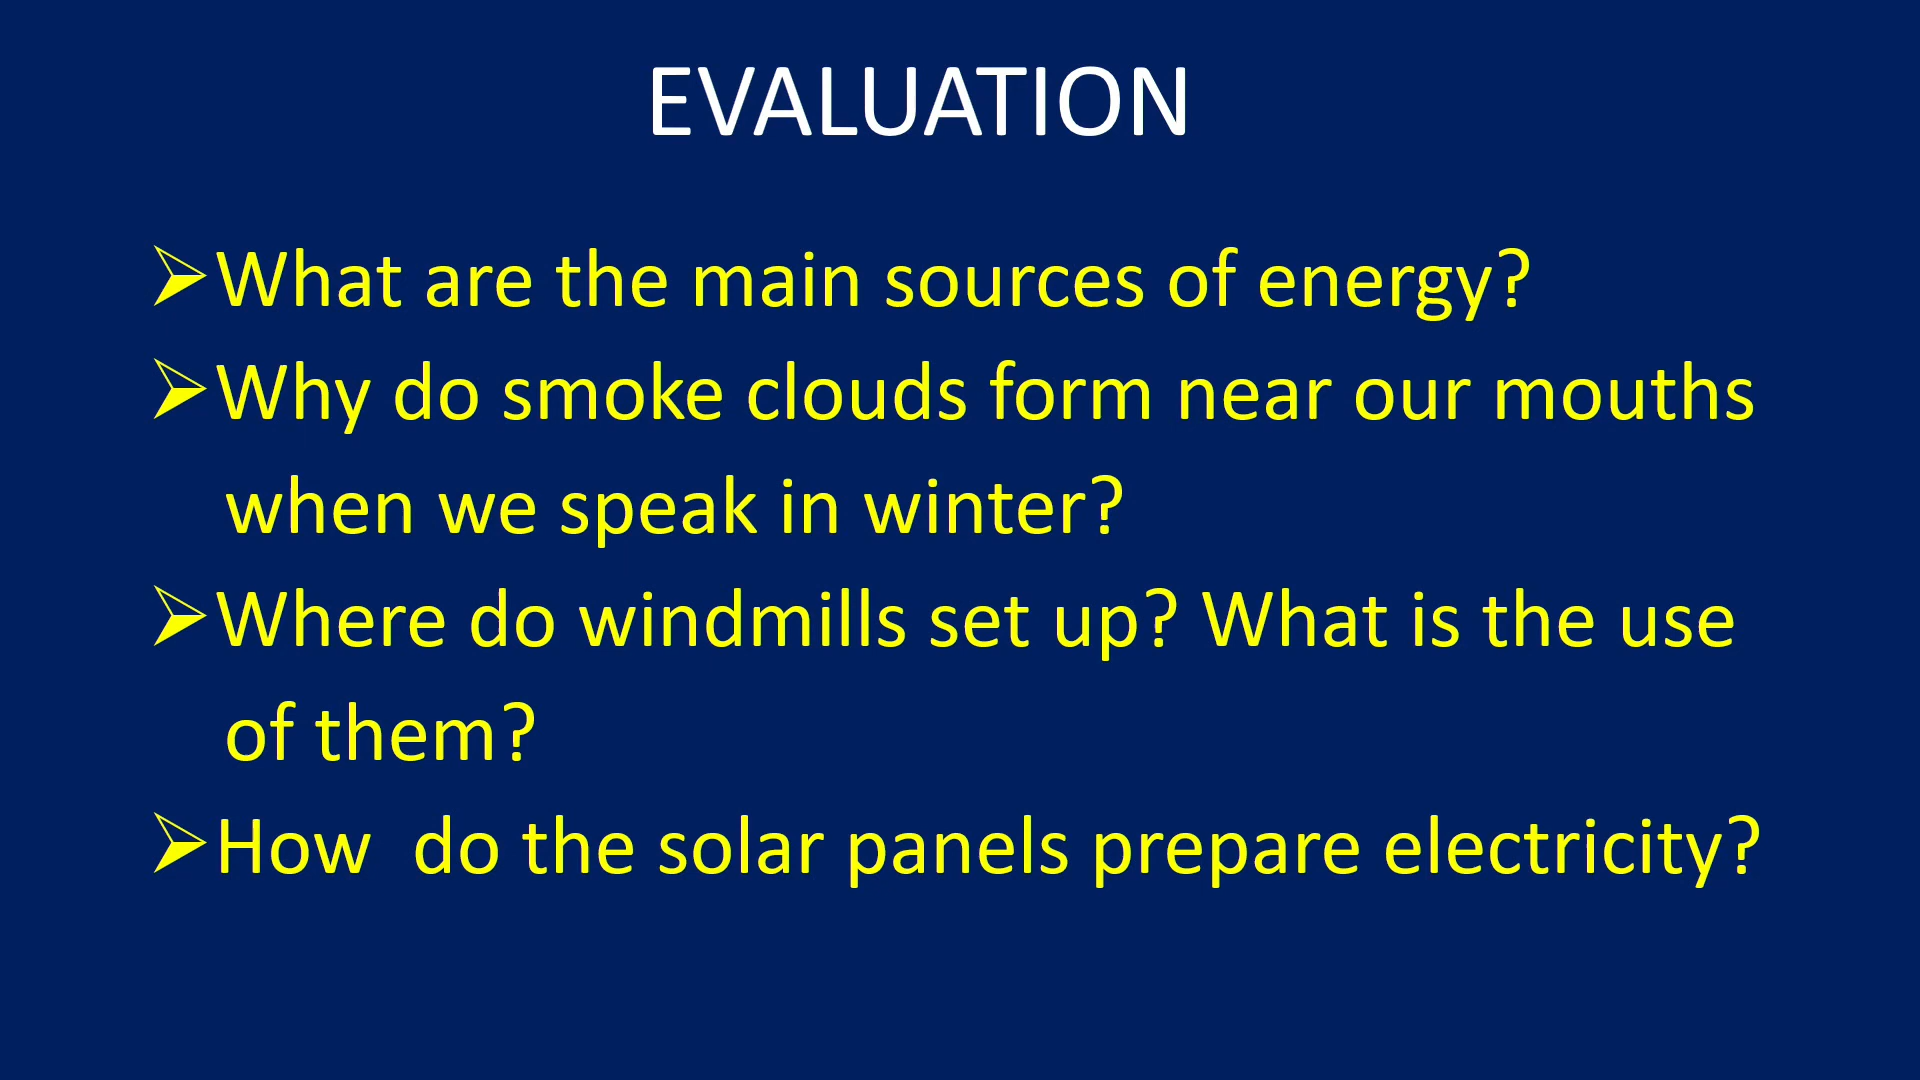 EVALUATION
➢What are the main sources of energy?
➢Why do smoke clouds form near our mouths
when we speak in winter?
➢Where do windmills set up? What is the use
of them?
➢How  do the solar panels prepare electricity?